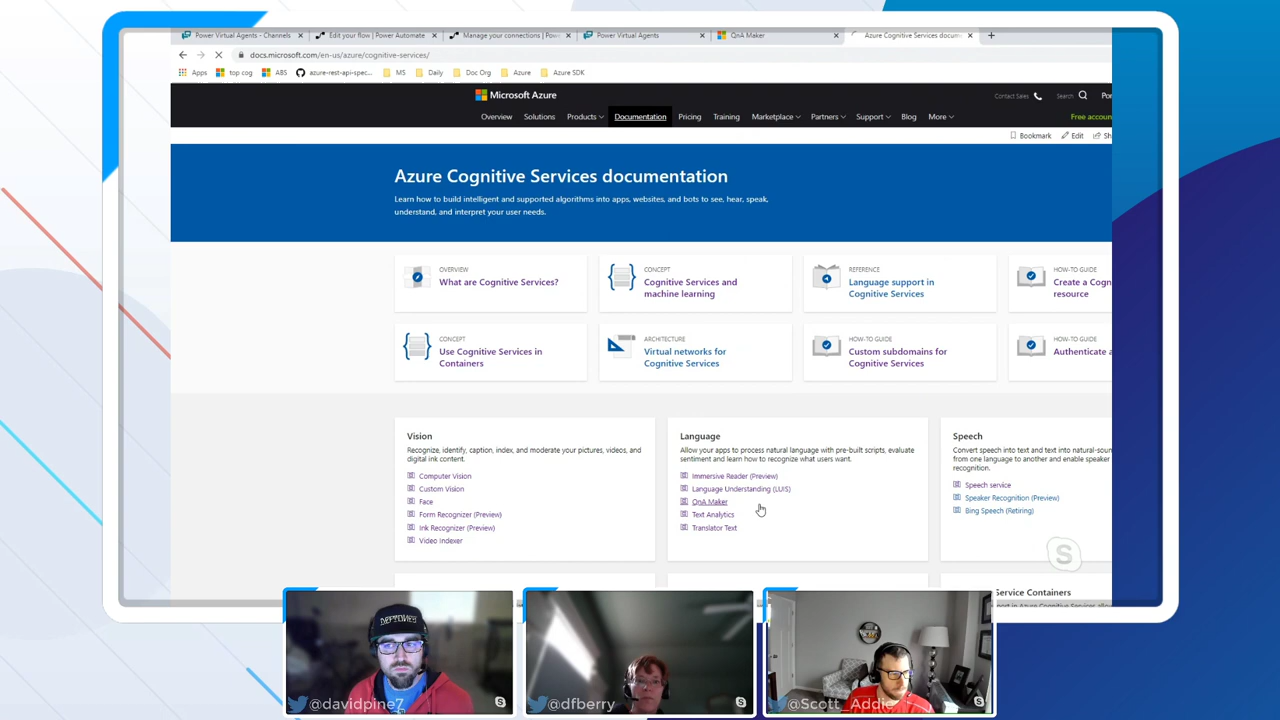 Power Virtual Agents - Channels
Edit your flow | Power Automate
Manage your connections | Pow
Power Virtual Agents
QnA Maker
Azure Cognitive Services docum
docs.microsoft.com/en-us/azure/cognitive-services/
Apps
top cog
ABS
azure-rest-api-spec...
MS
Daily
Doc Org
Azure
Azure SDK
Microsoft Azure
Contact Sales
Search
Por
Overview
Solutions
Products
Documentation
Pricing
Training
Marketplace
Partners
Support
Blog
More
Free accoun
Bookmark
Edit
Sh
Azure Cognitive Services documentation
Learn how to build intelligent and supported algorithms into apps, websites, and bots to see, hear, speak,
understand, and interpret your user needs.
OVERVIEW
What are Cognitive Services?
CONCEPT
Cognitive Services and
machine learning
REFERENCE
Language support in
Cognitive Services
HOW-TO GUIDE
Create a Cogn
resource
CONCEPT
Use Cognitive Services in
Containers
ARCHITECTURE
Virtual networks for
Cognitive Services
HOW-TO GUIDE
Custom subdomains for
Cognitive Services
HOW-TO GUIDE
Authenticate a
Vision
Recognize, identify, caption, index, and moderate your pictures, videos, and
digital ink content.
Computer Vision
Custom Vision
Face
Form Recognizer (Preview)
Ink Recognizer (Preview)
Video Indexer
Language
Allow your apps to process natural language with pre-built scripts, evaluate
sentiment and learn how to recognize what users want.
Immersive Reader (Preview)
Language Understanding (LUIS)
QnA Maker
Text Analytics
Translator Text
Speech
Convert speech into text and text into natural-soun
from one language to another and enable speaker
recognition.
Speech service
Speaker Recognition (Preview)
Bing Speech (Retiring)
Service Containers
DEFTONES
@davidpine7
@dfberry
@Scott_Addie